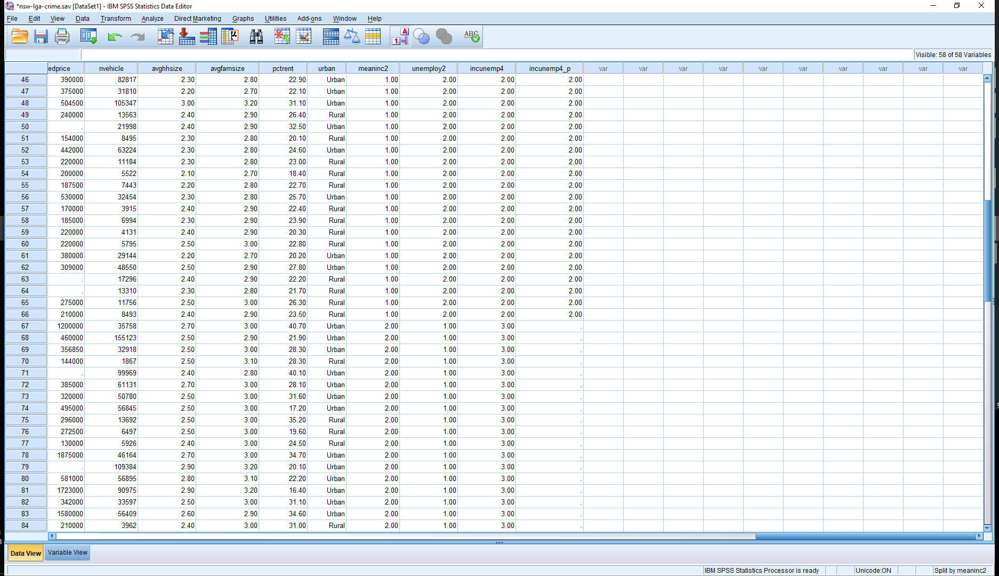 *nsw-lga-crime.sav [DataSet1] - IBM SPSS Statistics Data Editor
File Edit View Data Transform Analyze Direct Marketing Graphs Utilities Add-ons Window Help
Visible: 58 of 58 Variables
edprice nvehicle avghhsize avgfamsize pctrent urban meaninc2 unemploy2 incunemp4 incunemp4_p var var var var var var var var var var
46 390000 82817 2.30 2.80 22.90 Urban 1.00 2.00 2.00 2.00
47 375000 31810 2.20 2.70 22.10 Urban 1.00 2.00 2.00 2.00
48 504500 105347 3.00 3.20 31.10 Urban 1.00 2.00 2.00 2.00
49 240000 13563 2.40 2.90 26.40 Rural 1.00 2.00 2.00 2.00
50 . 21998 2.40 2.90 32.50 Urban 1.00 2.00 2.00 2.00
51 154000 8495 2.30 2.80 20.10 Rural 1.00 2.00 2.00 2.00
52 442000 63224 2.30 2.80 24.60 Urban 1.00 2.00 2.00 2.00
53 220000 11184 2.30 2.80 23.00 Rural 1.00 2.00 2.00 2.00
54 200000 5522 2.10 2.70 18.40 Rural 1.00 2.00 2.00 2.00
55 187500 7443 2.20 2.80 22.70 Rural 1.00 2.00 2.00 2.00
56 530000 32454 2.30 2.80 25.70 Urban 1.00 2.00 2.00 2.00
57 170000 3915 2.40 2.90 22.40 Rural 1.00 2.00 2.00 2.00
58 185000 6994 2.30 2.90 23.90 Rural 1.00 2.00 2.00 2.00
59 220000 4131 2.40 2.90 20.30 Rural 1.00 2.00 2.00 2.00
60 220000 5795 2.50 3.00 22.80 Rural 1.00 2.00 2.00 2.00
61 380000 29144 2.20 2.70 20.20 Urban 1.00 2.00 2.00 2.00
62 309000 48550 2.50 2.90 27.80 Urban 1.00 2.00 2.00 2.00
63 . 17296 2.40 2.90 22.20 Rural 1.00 2.00 2.00 2.00
64 . 13310 2.30 2.80 21.70 Rural 1.00 2.00 2.00 2.00
65 275000 11756 2.50 3.00 26.30 Rural 1.00 2.00 2.00 2.00
66 210000 8493 2.40 2.90 23.50 Rural 1.00 2.00 2.00 2.00
67 1200000 35758 2.70 3.00 40.70 Urban 2.00 1.00 3.00 .
68 460000 155123 2.50 2.90 21.90 Urban 2.00 1.00 3.00 .
69 356850 32918 2.50 3.00 28.30 Urban 2.00 1.00 3.00 .
70 144000 1867 2.50 3.10 28.30 Rural 2.00 1.00 3.00 .
71 . 99969 2.40 2.80 40.10 Urban 2.00 1.00 3.00 .
72 385000 61131 2.70 3.00 28.10 Urban 2.00 1.00 3.00 .
73 320000 50780 2.50 3.00 31.60 Urban 2.00 1.00 3.00 .
74 495000 56845 2.50 3.00 17.20 Urban 2.00 1.00 3.00 .
75 296000 13692 2.50 3.00 35.20 Rural 2.00 1.00 3.00 .
76 272500 6497 2.50 3.00 19.60 Rural 2.00 1.00 3.00 .
77 130000 5926 2.40 3.00 24.50 Rural 2.00 1.00 3.00 .
78 1875000 46164 2.70 3.00 34.70 Urban 2.00 1.00 3.00 .
79 . 109384 2.90 3.20 20.10 Urban 2.00 1.00 3.00 .
80 581000 56895 2.80 3.10 22.20 Urban 2.00 1.00 3.00 .
81 1723000 90975 2.90 3.20 16.40 Urban 2.00 1.00 3.00 .
82 342000 33597 2.50 3.00 31.10 Urban 2.00 1.00 3.00 .
83 1580000 56409 2.60 2.90 34.60 Urban 2.00 1.00 3.00 .
84 210000 3962 2.40 3.00 31.00 Rural 2.00 1.00 3.00 .
Data View Variable View
IBM SPSS Statistics Processor is ready Unicode:ON Split by meaninc2